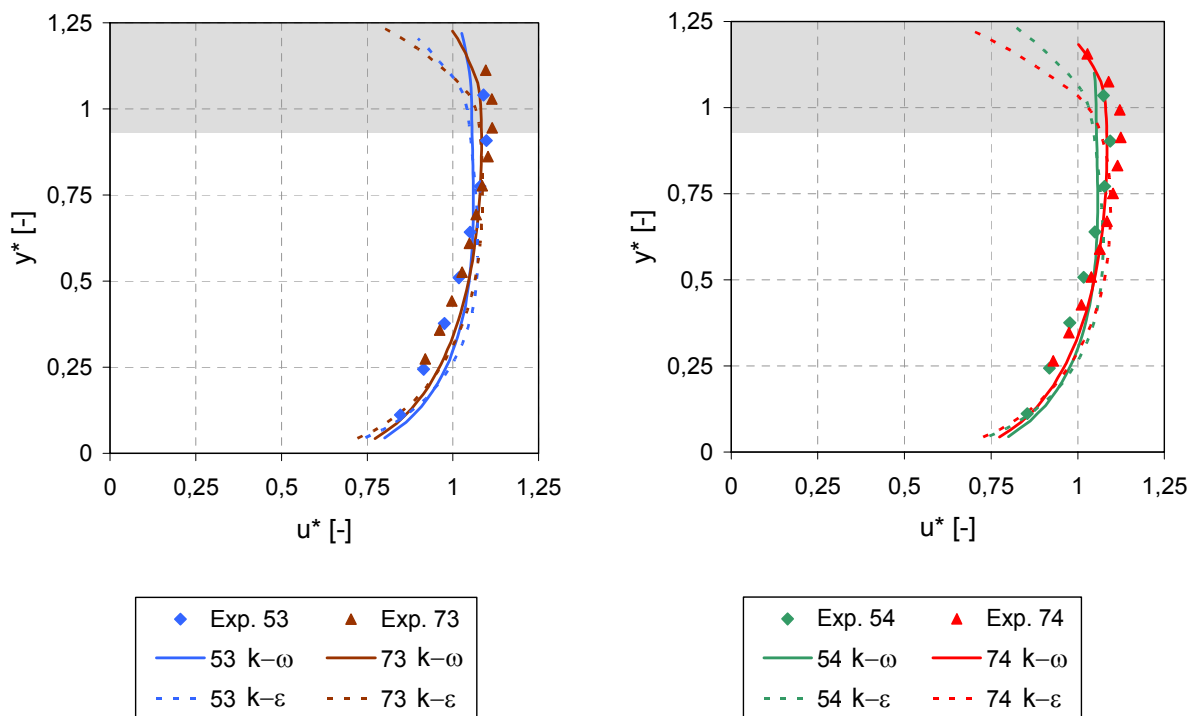 1,25
1
0,75
0,5
0,25
0
y* [-]
0 0,25 0,5 0,75 1 1,25
u* [-]
Exp. 53 Exp. 73
53 k−ω 73 k−ω
53 k−ε 73 k−ε
1,25
1
0,75
0,5
0,25
0
y* [-]
0 0,25 0,5 0,75 1 1,25
u* [-]
Exp. 54 Exp. 74
54 k−ω 74 k−ω
54 k−ε 74 k−ε